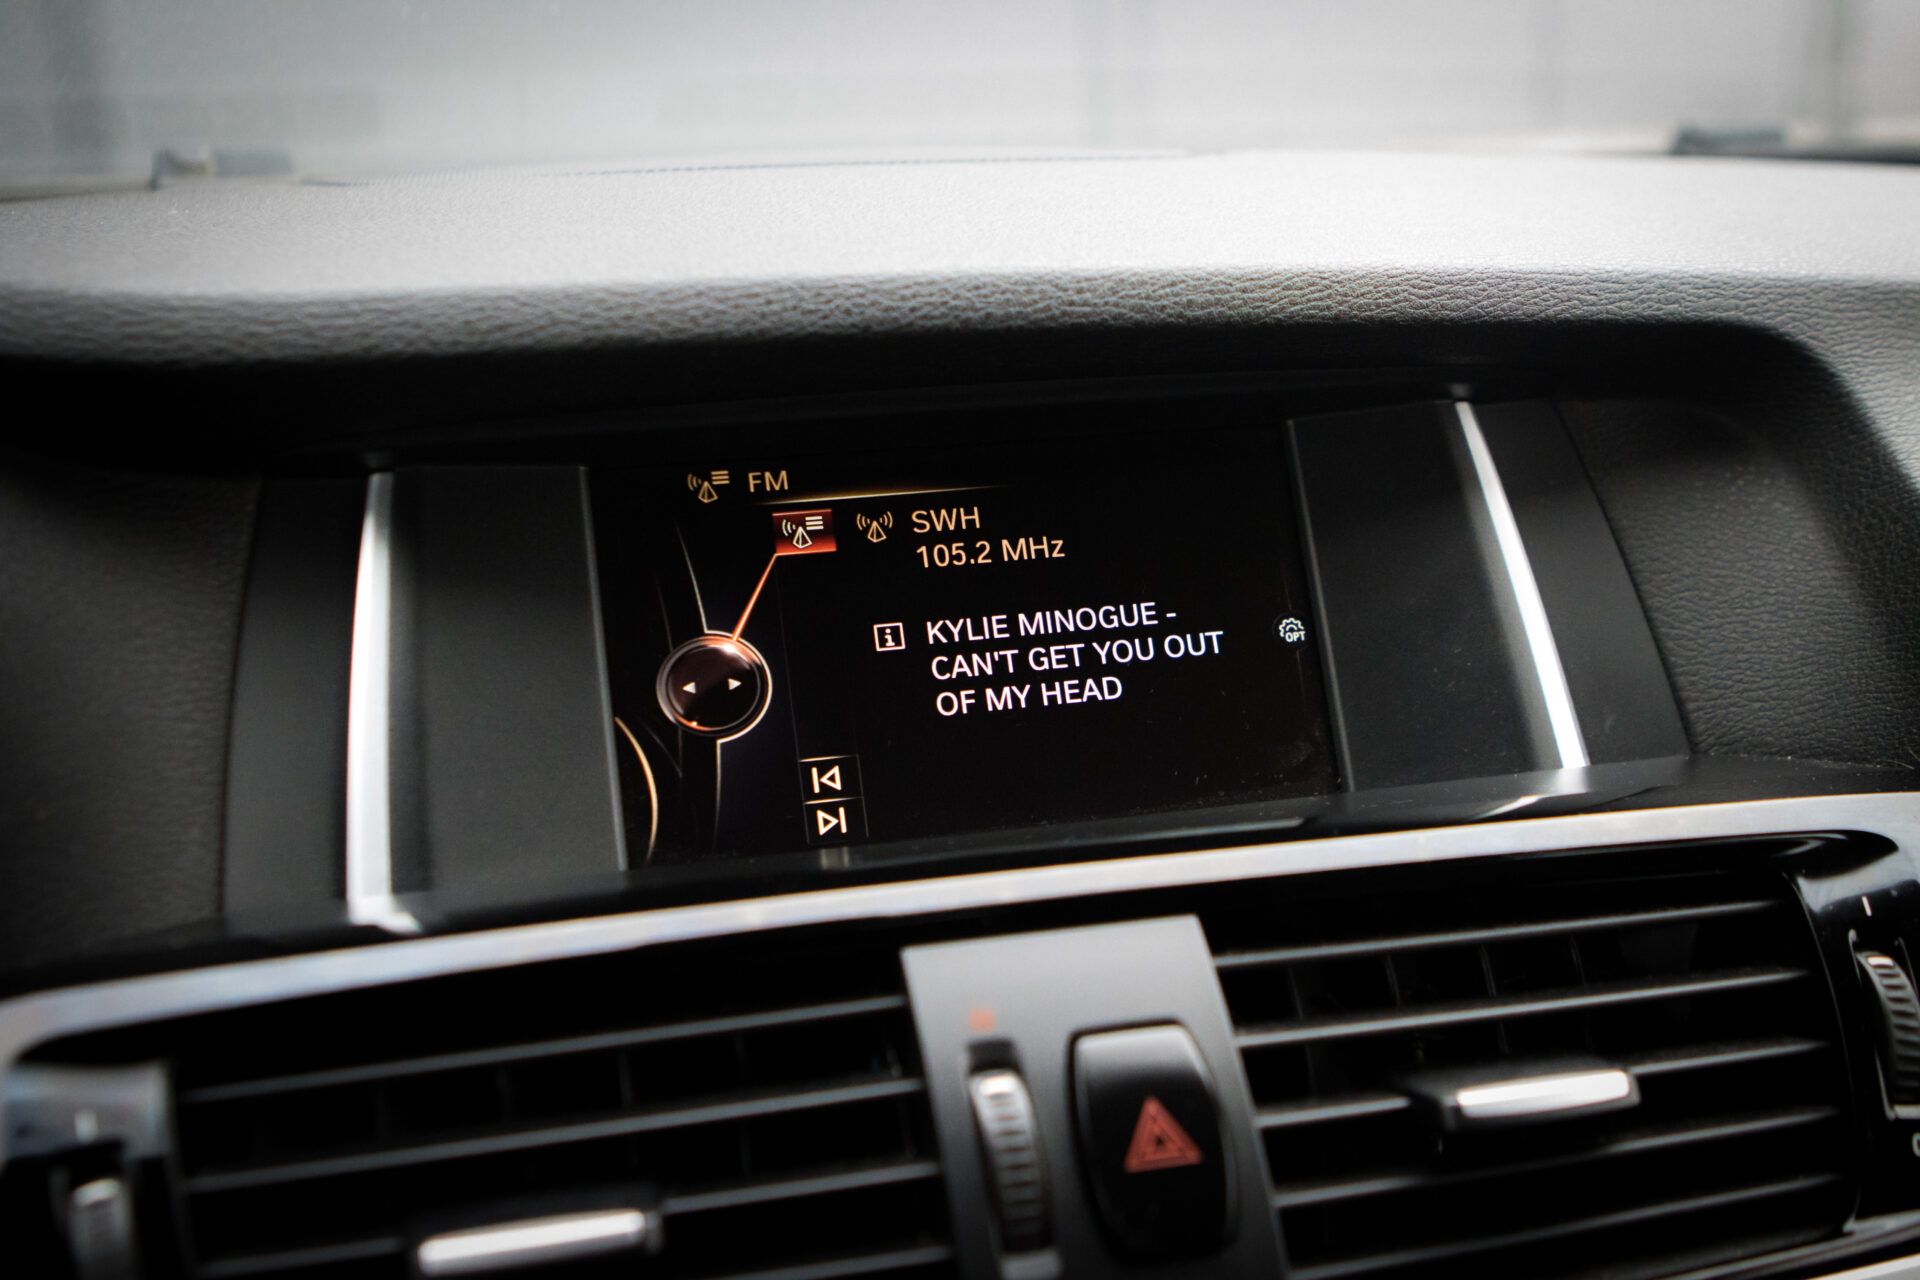 FM
SWH
105.2 MHz
KYLIE MINOGUE -
CAN'T GET YOU OUT
OF MY HEAD
OPT